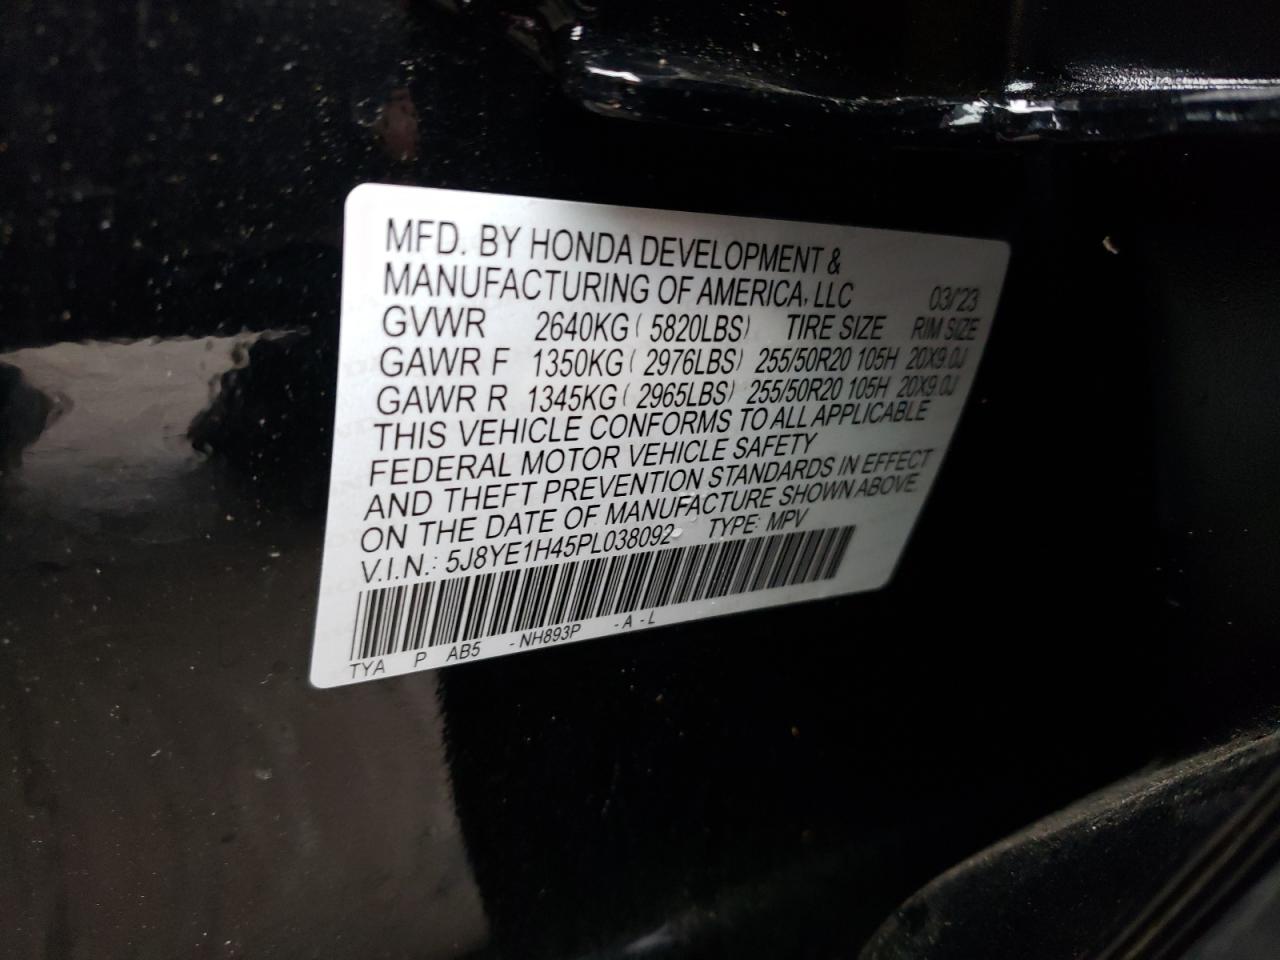 MFD. BY HONDA DEVELOPMENT &
MANUFACTURING OF AMERICA, LLC 03/'23
GVWR 2640KG ( 5820LBS) TIRE SIZE RIM SIZE
GAWR F 1350KG ( 2976LBS) 255/50R20 105H 20X9.0J
GAWR R 1345KG ( 2965LBS) 255/50R20 105H 20X9.0J
THIS VEHICLE CONFORMS TO ALL APPLICABLE
FEDERAL MOTOR VEHICLE SAFETY
AND THEFT PREVENTION STANDARDS IN EFFECT
ON THE DATE OF MANUFACTURE SHOWN ABOVE.
V.I.N.: 5J8YE1H45PL038092 TYPE: MPV
TYA P AB5 -NH893P -A -L